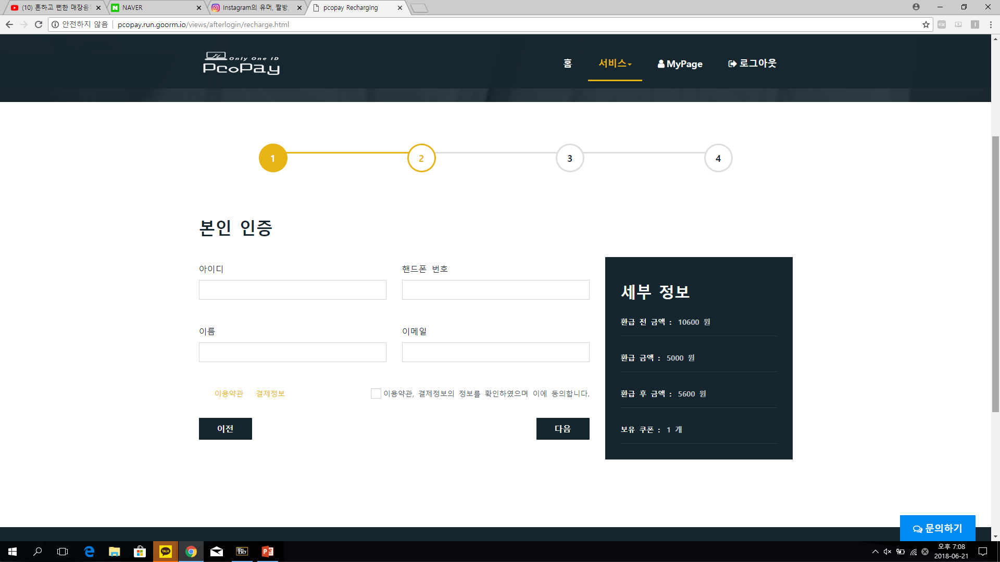 (10) 흔하고 뻔한 매장음
NAVER
Instagram의 유머, 짤방,
pcopay Recharging
안전하지 않음
pcopay.run.goorm.io/views/afterlogin/recharge.html
Only One ID
PcoPay
홈
서비스
MyPage
로그아웃
1
2
3
4
본인 인증
아이디
핸드폰 번호
이름
이메일
이용약관
결제정보
이용약관, 결제정보의 정보를 확인하였으며 이에 동의합니다.
이전
다음
세부 정보
환급 전 금액 : 10600 원
환급 금액 : 5000 원
환급 후 금액 : 5600 원
보유 쿠폰 : 1 개
문의하기
TALK
Bb
오후 7:08
2018-06-21